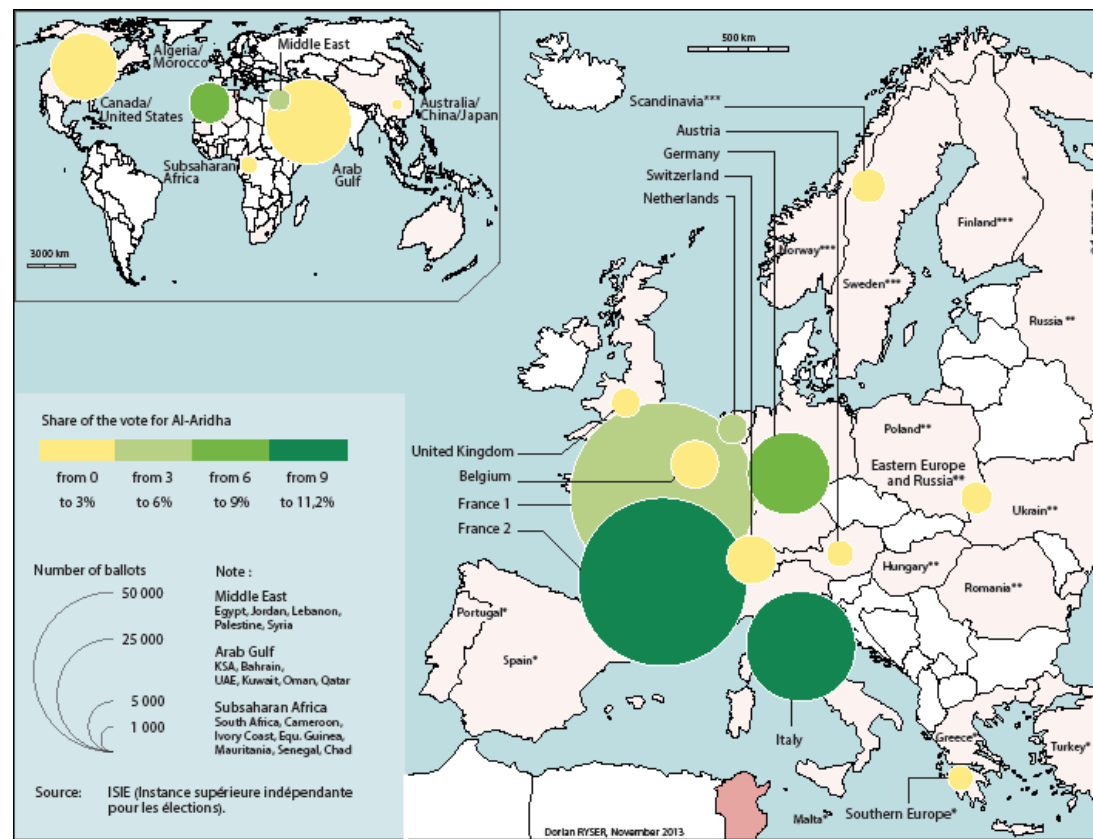 Middle East
Algeria/
Morocco
Canada/
United States
Australia/
China/Japan
Subsaharan
Africa
Arab
Gulf
3000 km
500 km
Scandinavia***
Austria
Germany
Switzerland
Netherlands
Finland***
Norway***
Sweden***
Russia **
United Kingdom
Belgium
France 1
France 2
Poland**
Eastern Europe
and Russia**
Ukrain**
Hungary**
Romania**
Portugal*
Spain*
Italy
Greece*
Turkey*
Malta*
Southern Europe*
Share of the vote for Al-Aridha
from 0
to 3%
from 3
to 6%
from 6
to 9%
from 9
to 11,2%
Number of ballots
50 000
25 000
5 000
1 000
Note :
Middle East
Egypt, Jordan, Lebanon,
Palestine, Syria
Arab Gulf
KSA, Bahrain,
UAE, Kuwait, Oman, Qatar
Subsaharan Africa
South Africa, Cameroon,
Ivory Coast, Equ. Guinea,
Mauritania, Senegal, Chad
Source: ISIE (Instance supérieure indépendante
pour les élections).
Dorian RYSER, November 2013